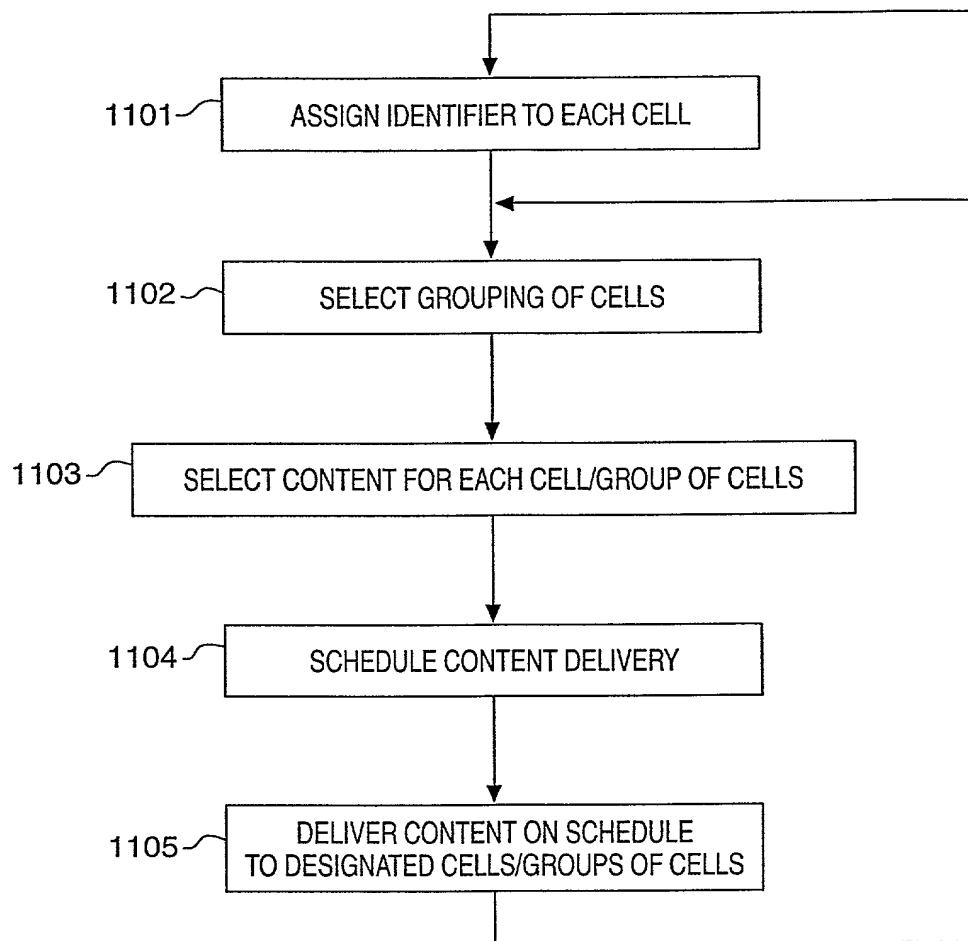 1101
ASSIGN IDENTIFIER TO EACH CELL
1102
SELECT GROUPING OF CELLS
1103
SELECT CONTENT FOR EACH CELL/GROUP OF CELLS
1104
SCHEDULE CONTENT DELIVERY
1105
DELIVER CONTENT ON SCHEDULE
TO DESIGNATED CELLS/GROUPS OF CELLS